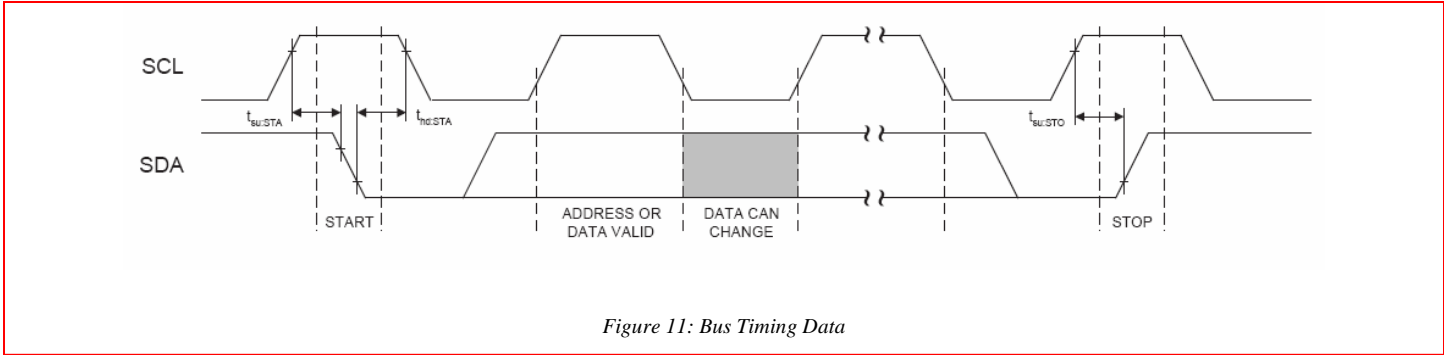 SCL
tsu:STA
thd:STA
tsu:STO
SDA
START
ADDRESS OR
DATA VALID
DATA CAN
CHANGE
STOP
Figure 11: Bus Timing Data